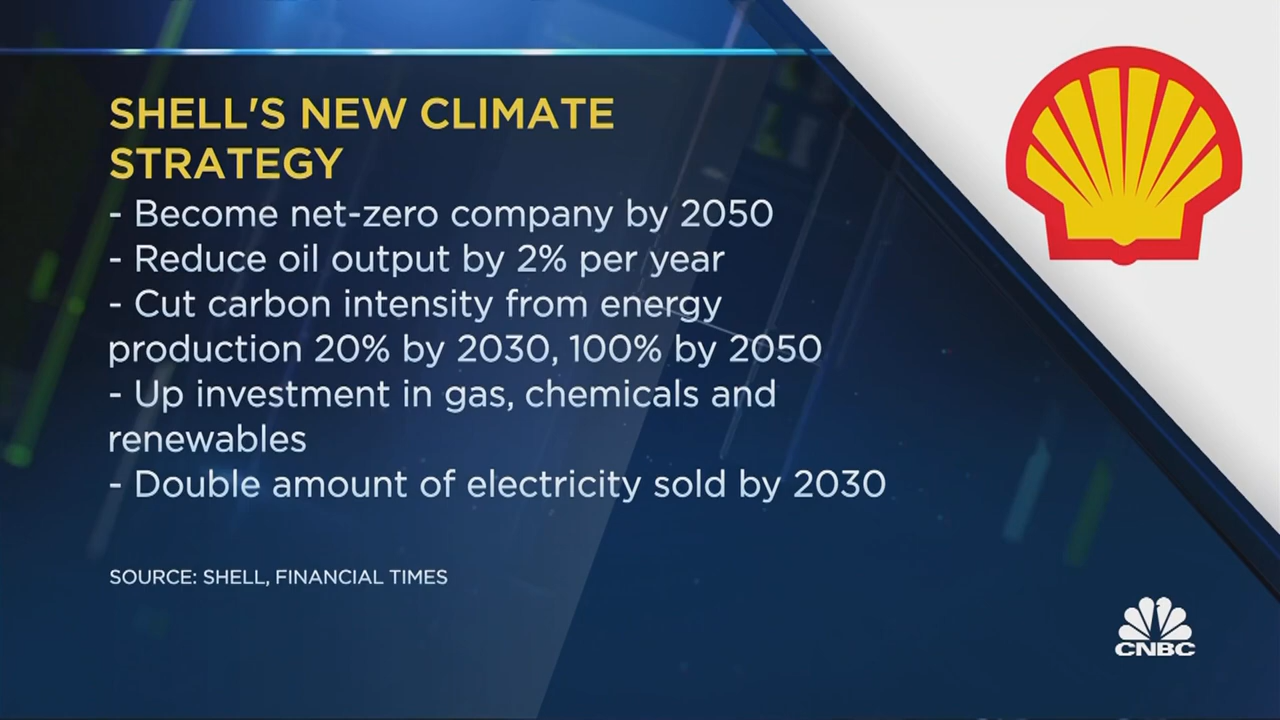 SHELL'S NEW CLIMATE
STRATEGY
- Become net-zero company by 2050
- Reduce oil output by 2% per year
- Cut carbon intensity from energy
production 20% by 2030, 100% by 2050
- Up investment in gas, chemicals and
renewables
- Double amount of electricity sold by 2030
SOURCE: SHELL, FINANCIAL TIMES
CNBC